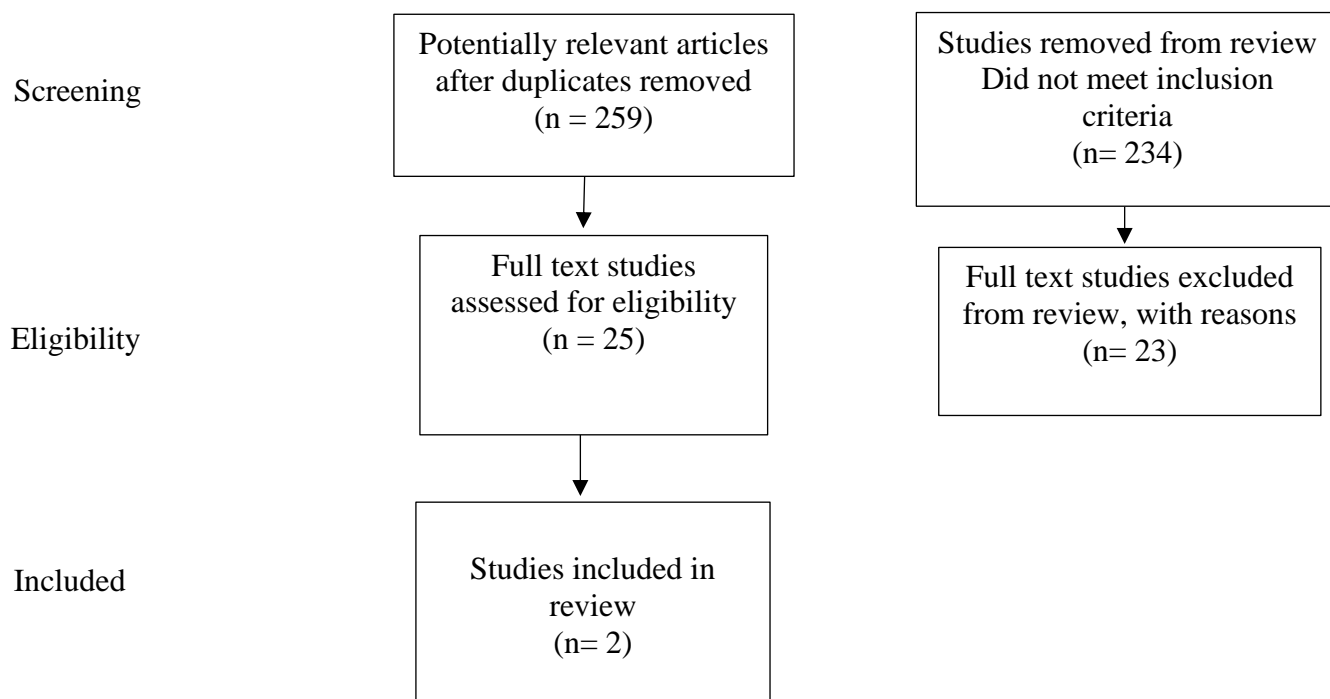 Screening
Potentially relevant articles
after duplicates removed
(n = 259)
Studies removed from review
Did not meet inclusion
criteria
(n= 234)
Eligibility
Full text studies
assessed for eligibility
(n = 25)
Full text studies excluded
from review, with reasons
(n= 23)
Included
Studies included in
review
(n= 2)